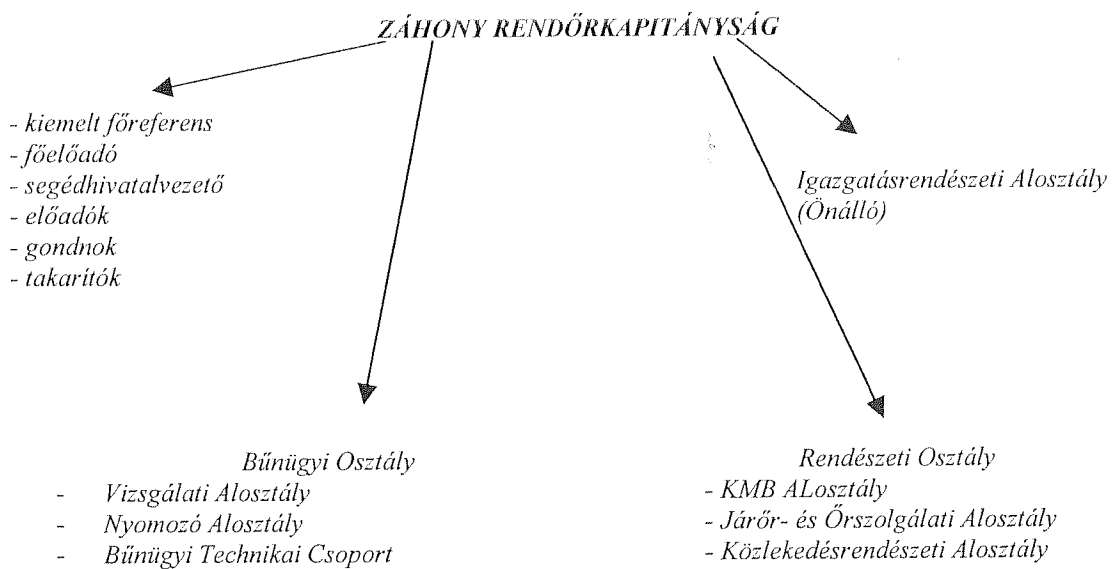 ZÁHONY RENDŐRKAPITÁNYSÁG
- kiemelt főreferens
- főelőadó
- segédhivatalvezető
- előadók
- gondnok
- takarítók
Igazgatásrendészeti Alosztály
(Önálló)
Bűnügyi Osztály
- Vizsgálati Alosztály
- Nyomozó Alosztály
- Bűnügyi Technikai Csoport
Rendészeti Osztály
- KMB ALosztály
- Járőr- és Őrszolgálati Alosztály
- Közlekedésrendészeti Alosztály